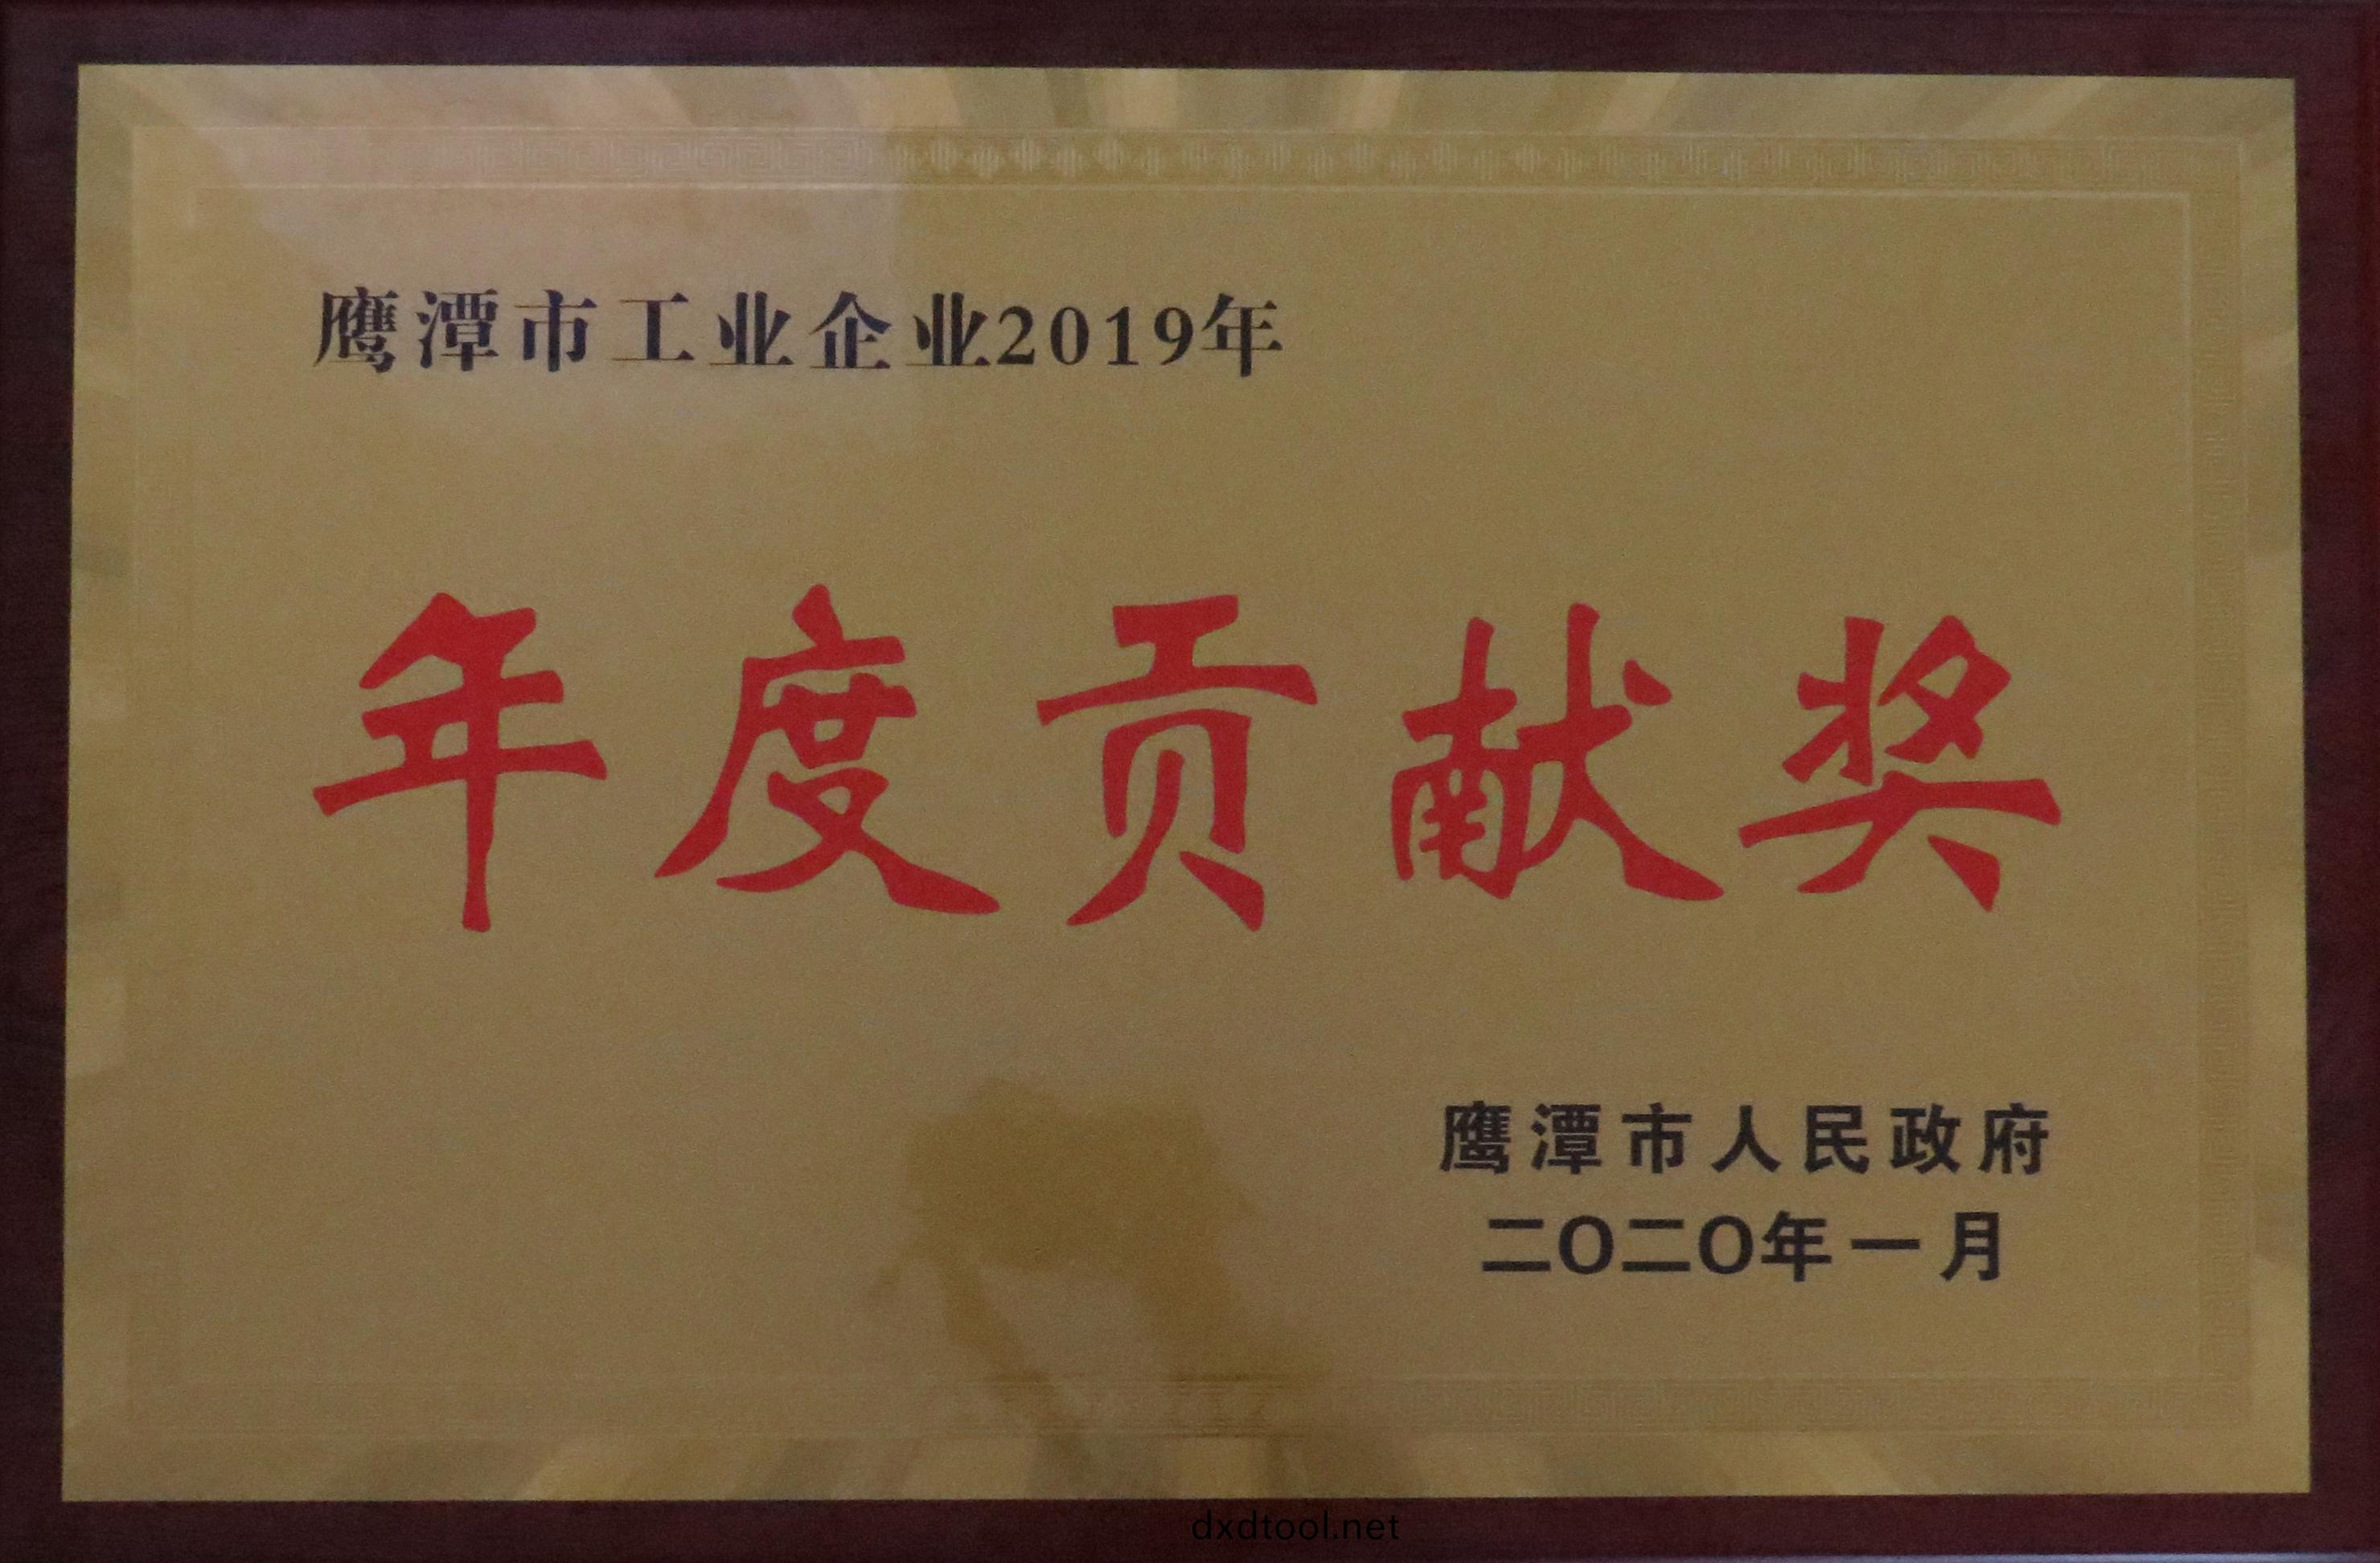 鹰潭市工业企业2019年
年度贡献奖
鹰潭市人民政府
二〇二〇年一月
dxdtool.net